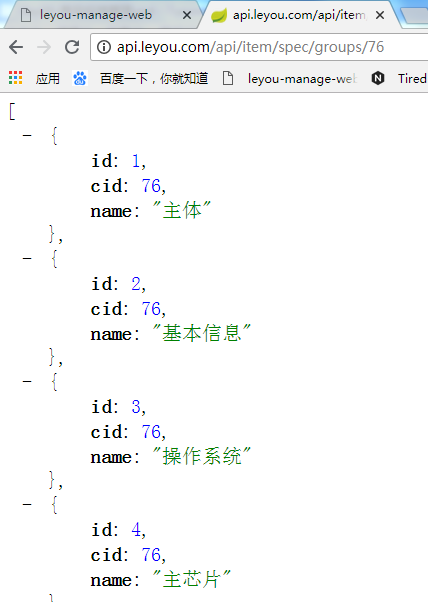 leyou-manage-web
api.leyou.com/api/item
api.leyou.com/api/item/spec/groups/76
应用 百度一下，你就知道 leyou-manage-web Tired
[
- {
id: 1,
cid: 76,
name: "主体"
},
- {
id: 2,
cid: 76,
name: "基本信息"
},
- {
id: 3,
cid: 76,
name: "操作系统"
},
- {
id: 4,
cid: 76,
name: "主芯片"
}